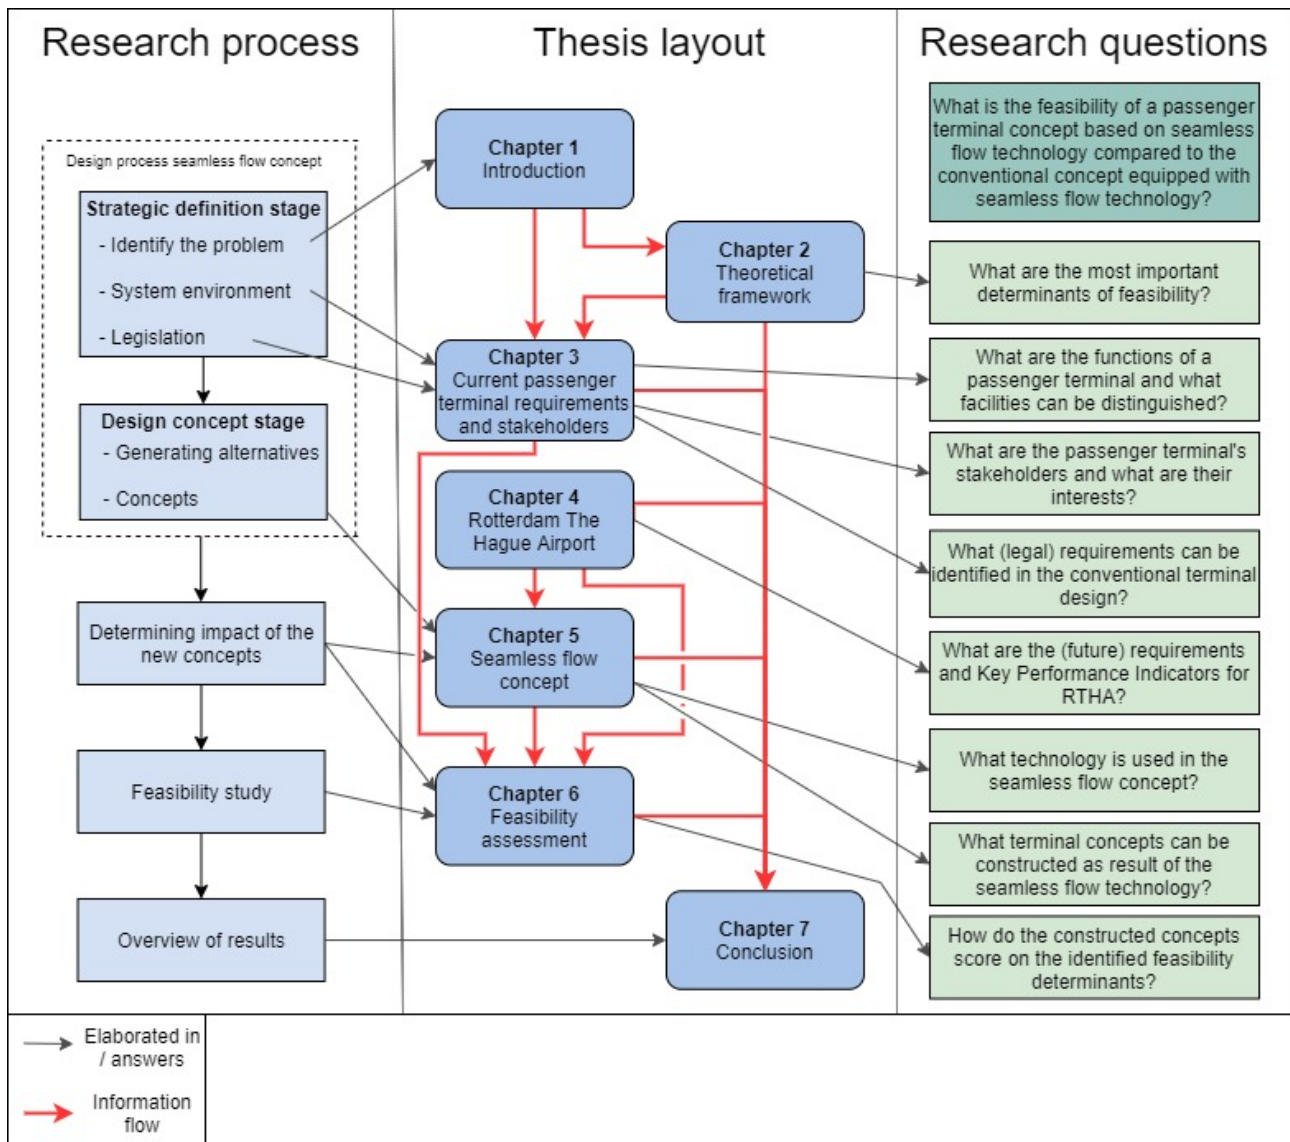 Research process
Design process seamless flow concept
Strategic definition stage
- Identify the problem
- System environment
- Legislation
Design concept stage
- Generating alternatives
- Concepts
Determining impact of the
new concepts
Feasibility study
Overview of results
Thesis layout
Chapter 1
Introduction
Chapter 2
Theoretical
framework
Chapter 3
Current passenger
terminal requirements
and stakeholders
Chapter 4
Rotterdam The
Hague Airport
Chapter 5
Seamless flow
concept
Chapter 6
Feasibility
assessment
Chapter 7
Conclusion
Research questions
What is the feasibility of a passenger
terminal concept based on seamless
flow technology compared to the
conventional concept equipped with
seamless flow technology?
What are the most important
determinants of feasibility?
What are the functions of a
passenger terminal and what
facilities can be distinguished?
What are the passenger terminal's
stakeholders and what are their
interests?
What (legal) requirements can be
identified in the conventional terminal
design?
What are the (future) requirements
and Key Performance Indicators for
RTHA?
What technology is used in the
seamless flow concept?
What terminal concepts can be
constructed as result of the
seamless flow technology?
How do the constructed concepts
score on the identified feasibility
determinants?
Elaborated in
/ answers
Information
flow